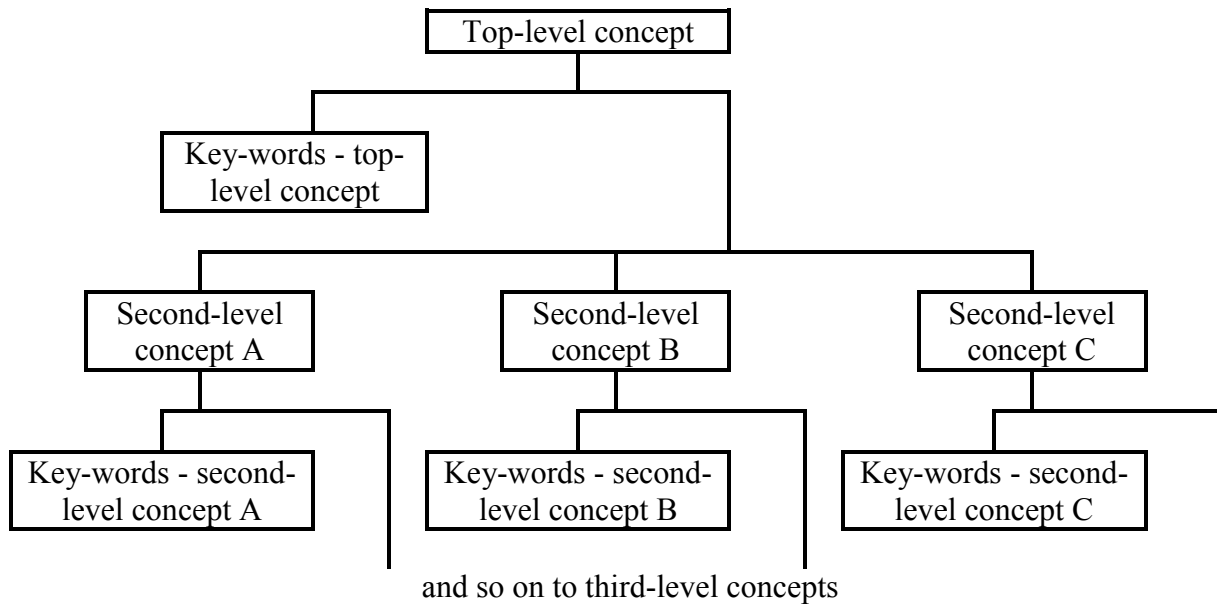 Top-level concept
Key-words - top-
level concept
Second-level
concept A
Second-level
concept B
Second-level
concept C
Key-words - second-
level concept A
Key-words - second-
level concept B
Key-words - second-
level concept C
and so on to third-level concepts